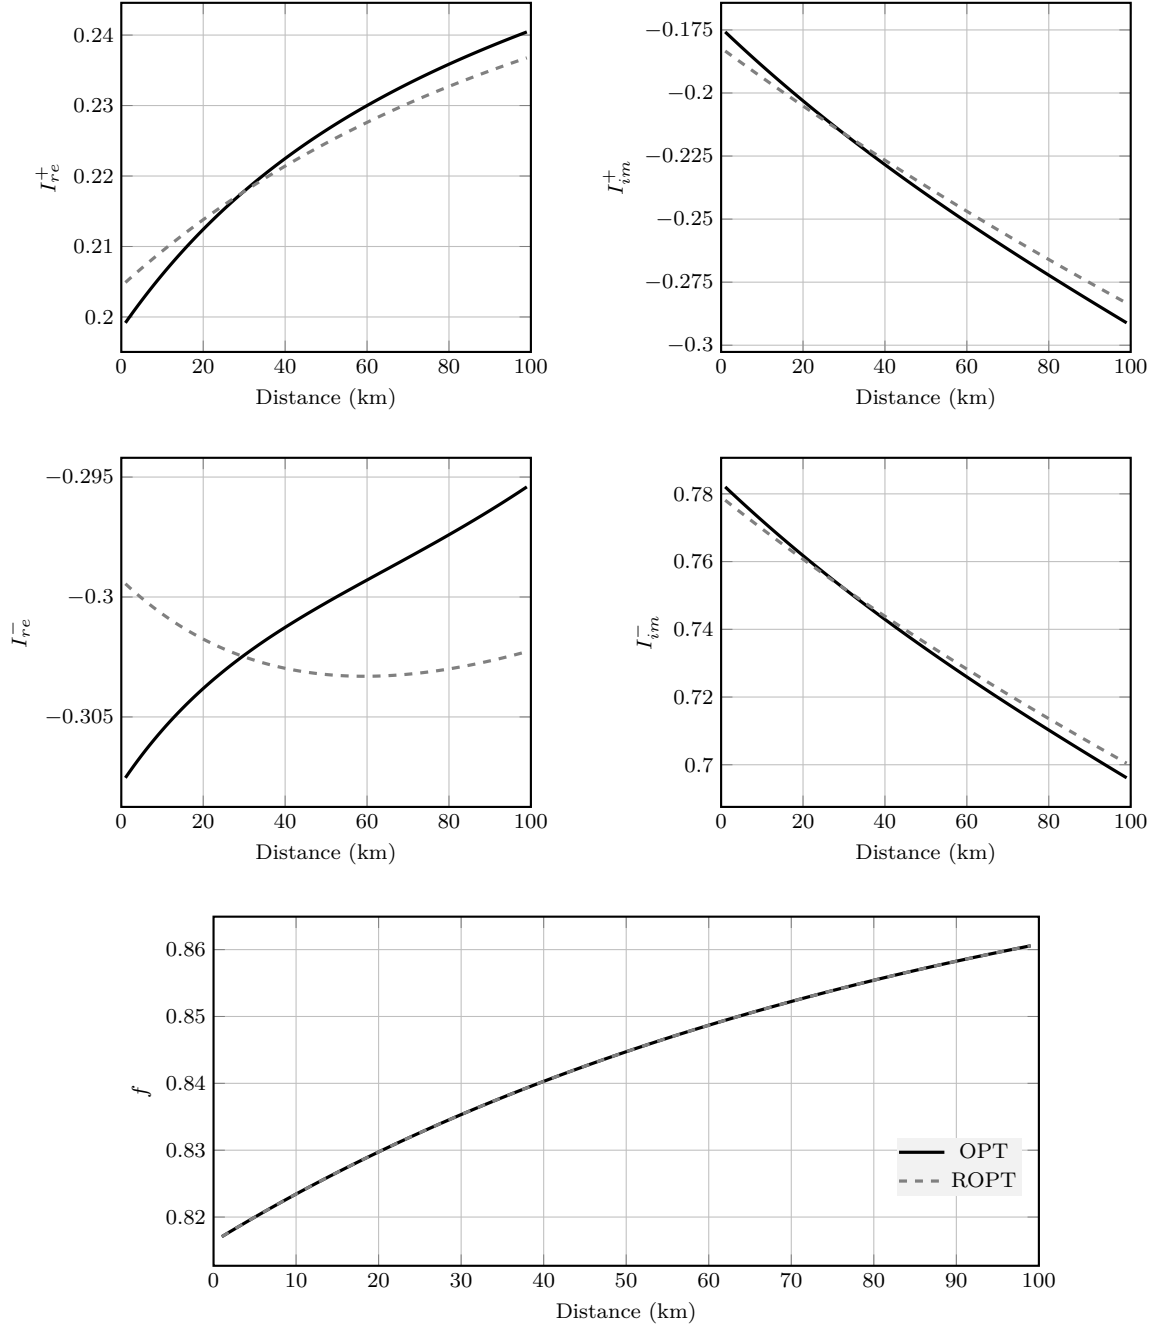 0.24
0.23
0.22
0.21
0.2
I_{re}^{+}
0 20 40 60 80 100
Distance (km)
−0.175
−0.2
−0.225
−0.25
−0.275
−0.3
I_{im}^{+}
0 20 40 60 80 100
Distance (km)
−0.295
−0.3
−0.305
I_{re}^{−}
0 20 40 60 80 100
Distance (km)
0.78
0.76
0.74
0.72
0.7
I_{im}^{−}
0 20 40 60 80 100
Distance (km)
0.86
0.85
0.84
0.83
0.82
f
OPT
ROPT
0 10 20 30 40 50 60 70 80 90 100
Distance (km)